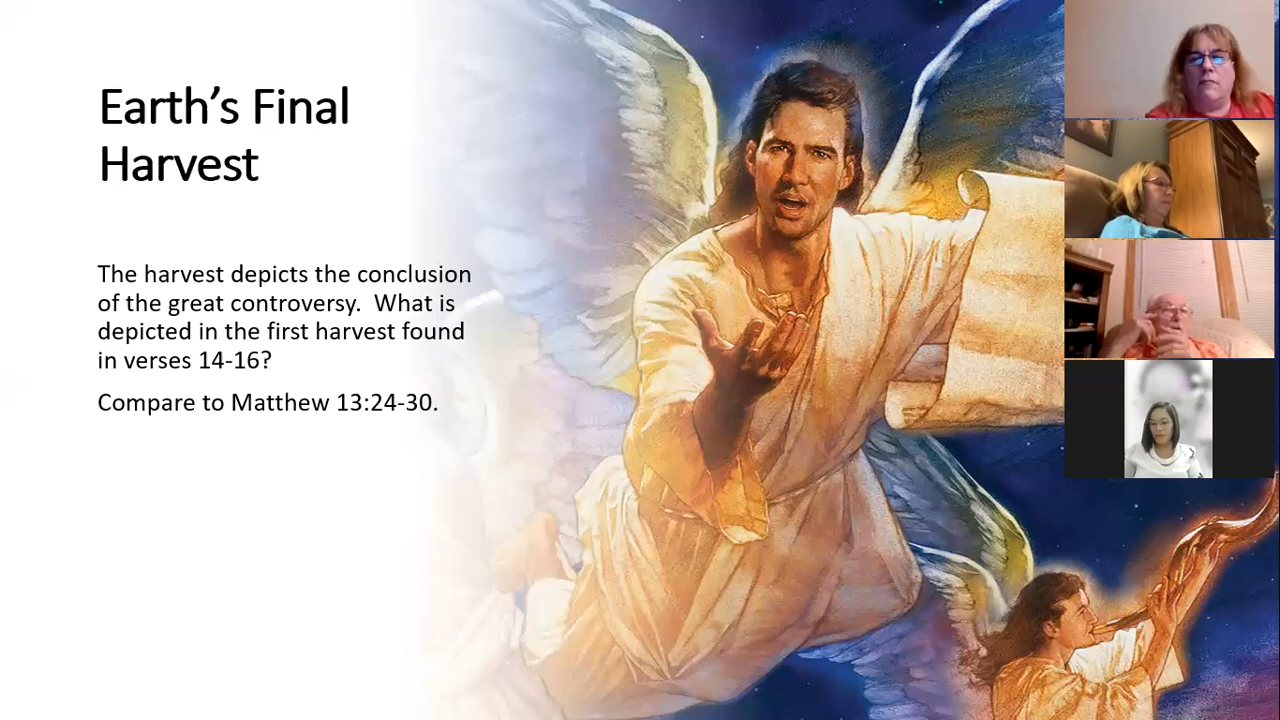 Earth’s Final
Harvest
The harvest depicts the conclusion
of the great controversy.  What is
depicted in the first harvest found
in verses 14-16?
Compare to Matthew 13:24-30.